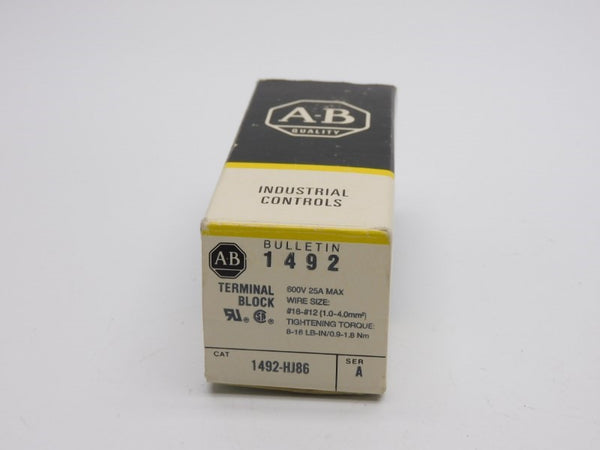 A-B
QUALITY
INDUSTRIAL
CONTROLS
AB
BULLETIN
1492
TERMINAL
BLOCK
600V 25A MAX
WIRE SIZE:
#18-#12 (1.0-4.0mm²)
TIGHTENING TORQUE:
8-16 LB-IN/0.9-1.8 Nm
CAT
1492-HJ86
SER
A